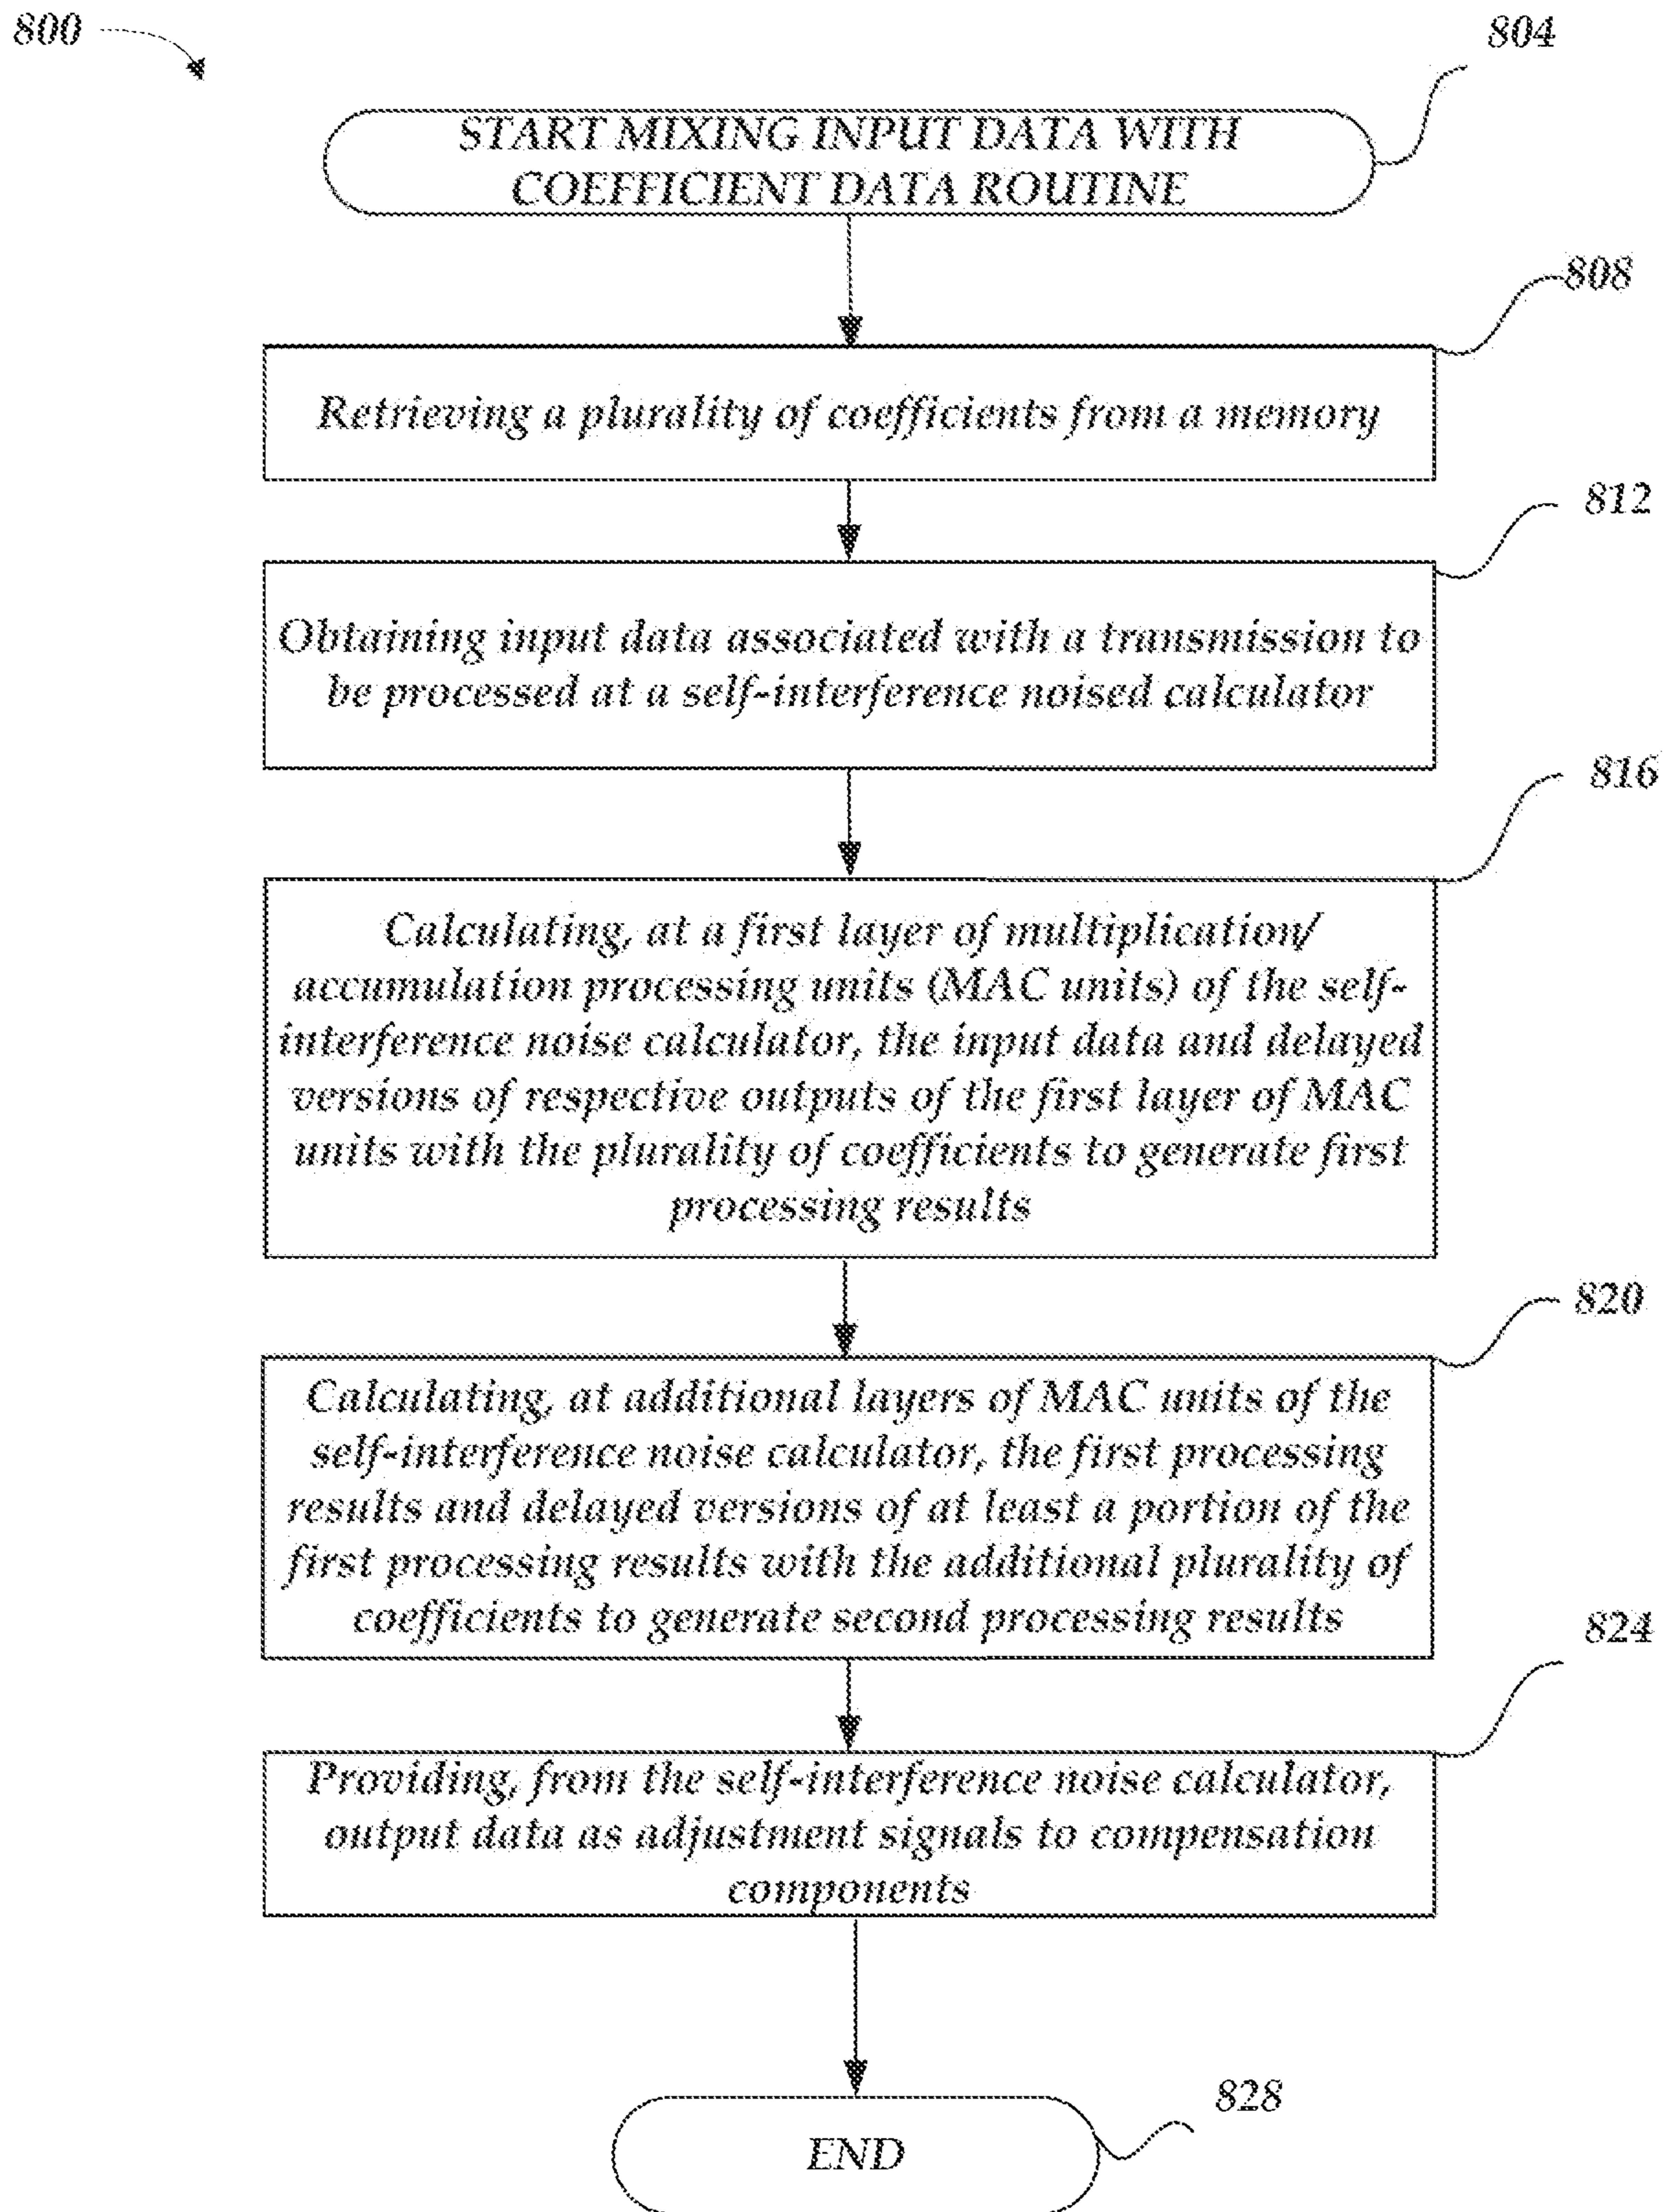 800
804
START MIXING INPUT DATA WITH
COEFFICIENT DATA ROUTINE
808
Retrieving a plurality of coefficients from a memory
812
Obtaining input data associated with a transmission to
be processed at a self-interference noised calculator
816
Calculating, at a first layer of multiplication/
accumulation processing units (MAC units) of the self-
interference noise calculator, the input data and delayed
versions of respective outputs of the first layer of MAC
units with the plurality of coefficients to generate first
processing results
820
Calculating, at additional layers of MAC units of the
self-interference noise calculator, the first processing
results and delayed versions of at least a portion of the
first processing results with the additional plurality of
coefficients to generate second processing results
824
Providing, from the self-interference noise calculator,
output data as adjustment signals to compensation
components
828
END